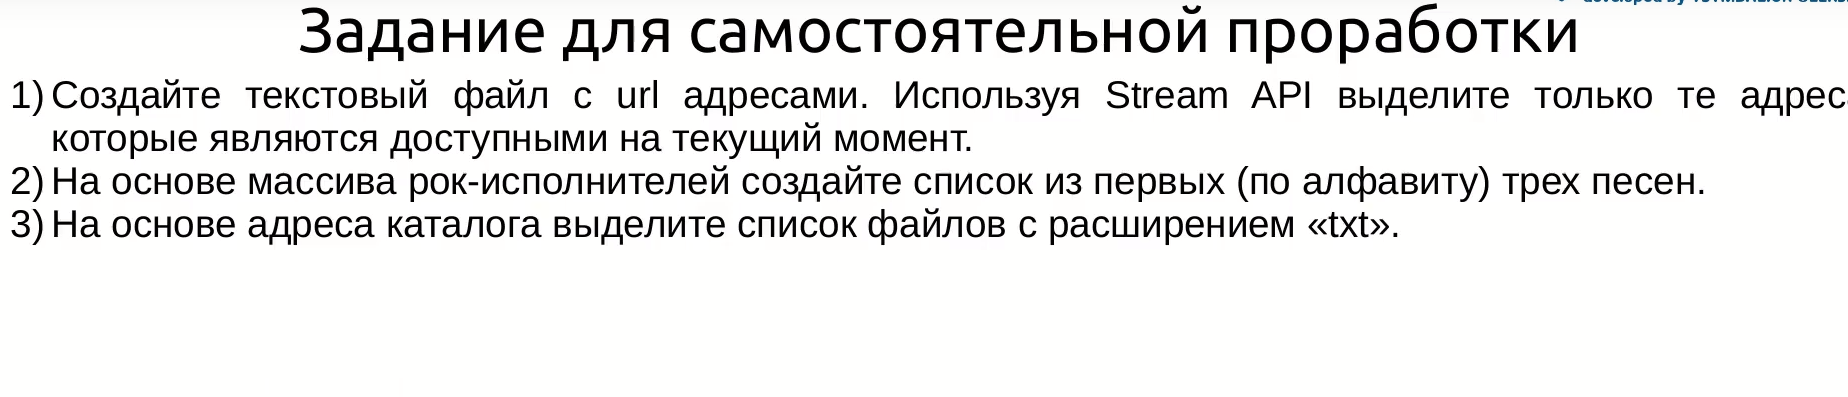 developed by
Задание для самостоятельной проработки
1) Создайте текстовый файл с url адресами. Используя Stream API выделите только те адрес
которые являются доступными на текущий момент.
2) На основе массива рок-исполнителей создайте список из первых (по алфавиту) трех песен.
3) На основе адреса каталога выделите список файлов с расширением «txt».